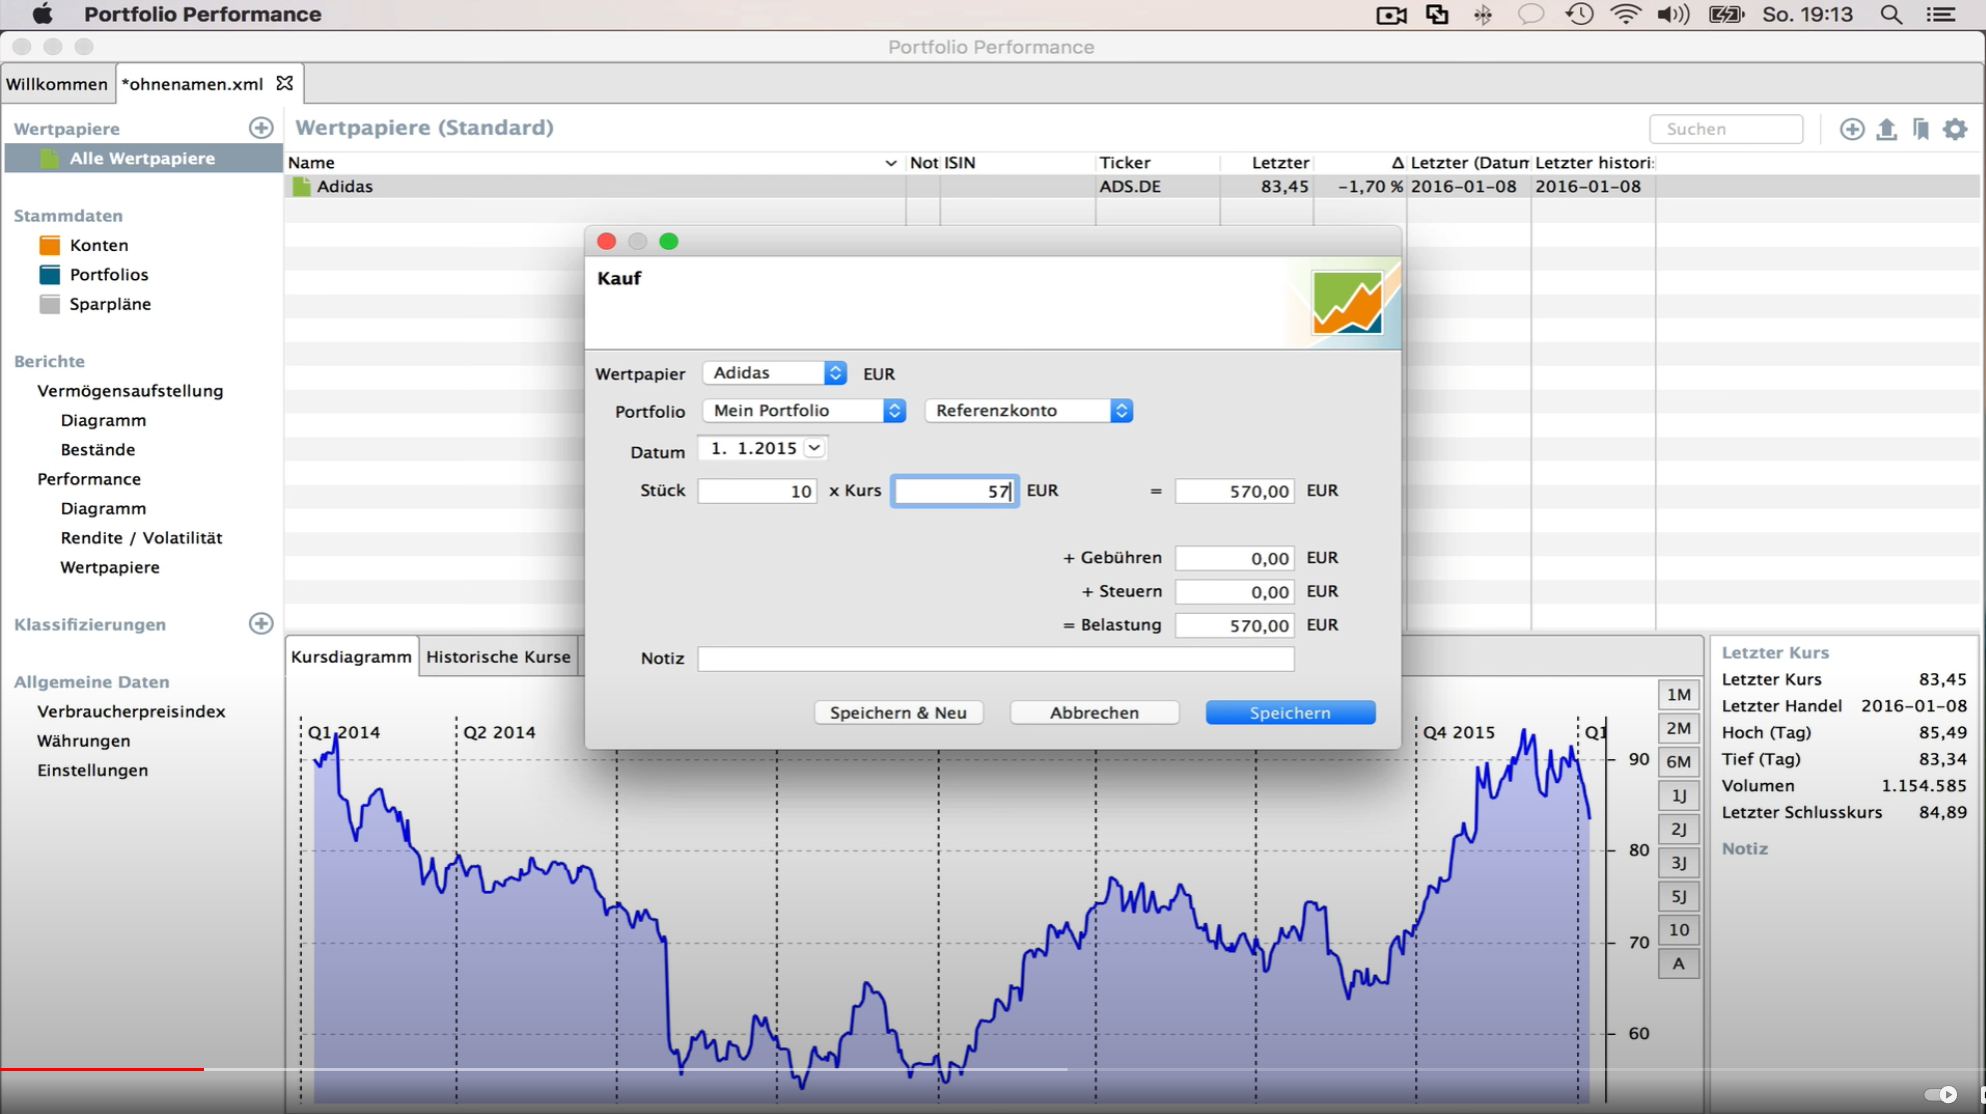 Portfolio Performance
So. 19:13
Portfolio Performance
Willkommen
*ohnenamen.xml
Wertpapiere
Alle Wertpapiere
Stammdaten
Konten
Portfolios
Sparpläne
Berichte
Vermögensaufstellung
Diagramm
Bestände
Performance
Diagramm
Rendite / Volatilität
Wertpapiere
Klassifizierungen
Allgemeine Daten
Verbraucherpreisindex
Währungen
Einstellungen
Wertpapiere (Standard)
Suchen
Name Not ISIN Ticker Letzter Δ Letzter (Datum Letzter histori:
Adidas ADS.DE 83,45 -1,70 % 2016-01-08 2016-01-08
Kauf
Wertpapier Adidas EUR
Portfolio Mein Portfolio Referenzkonto
Datum 1. 1.2015
Stück 10 x Kurs 57 EUR = 570,00 EUR
+ Gebühren 0,00 EUR
+ Steuern 0,00 EUR
= Belastung 570,00 EUR
Notiz
Speichern & Neu Abbrechen Speichern
Kursdiagramm Historische Kurse
Q1 2014 Q2 2014 Q4 2015 Q1
90
80
70
60
1M
2M
6M
1J
2J
3J
5J
10
A
Letzter Kurs
Letzter Kurs 83,45
Letzter Handel 2016-01-08
Hoch (Tag) 85,49
Tief (Tag) 83,34
Volumen 1.154.585
Letzter Schlusskurs 84,89
Notiz